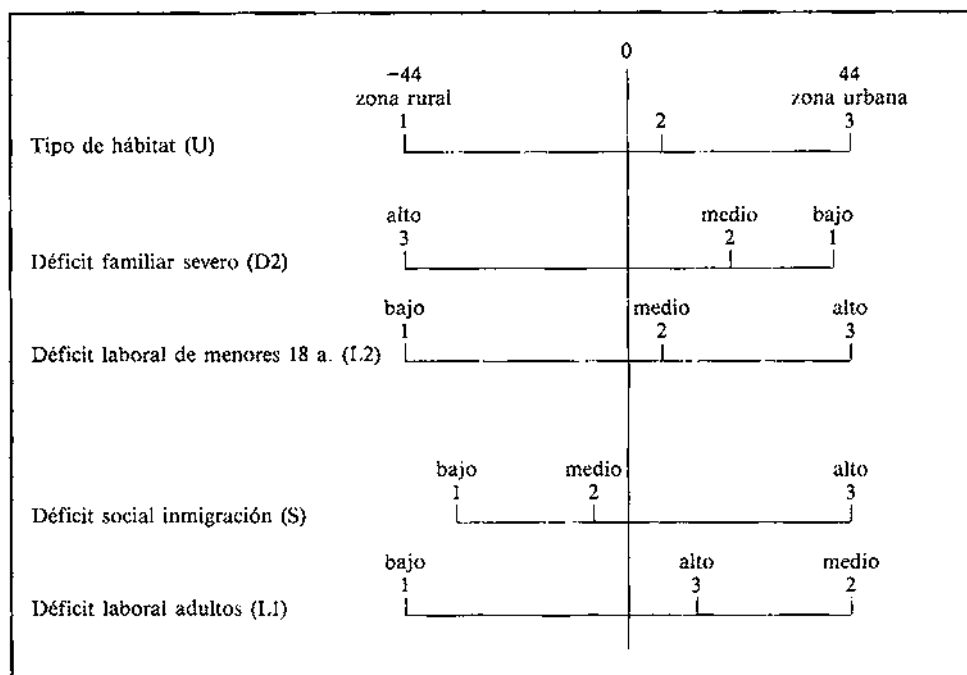 0
−44 44
zona rural zona urbana
1 2 3
Tipo de hábitat (U)
alto medio bajo
3 2 1
Déficit familiar severo (D2)
bajo medio alto
1 2 3
Déficit laboral de menores 18 a. (L2)
bajo medio alto
1 2 3
Déficit social inmigración (S)
bajo alto medio
1 3 2
Déficit laboral adultos (L1)